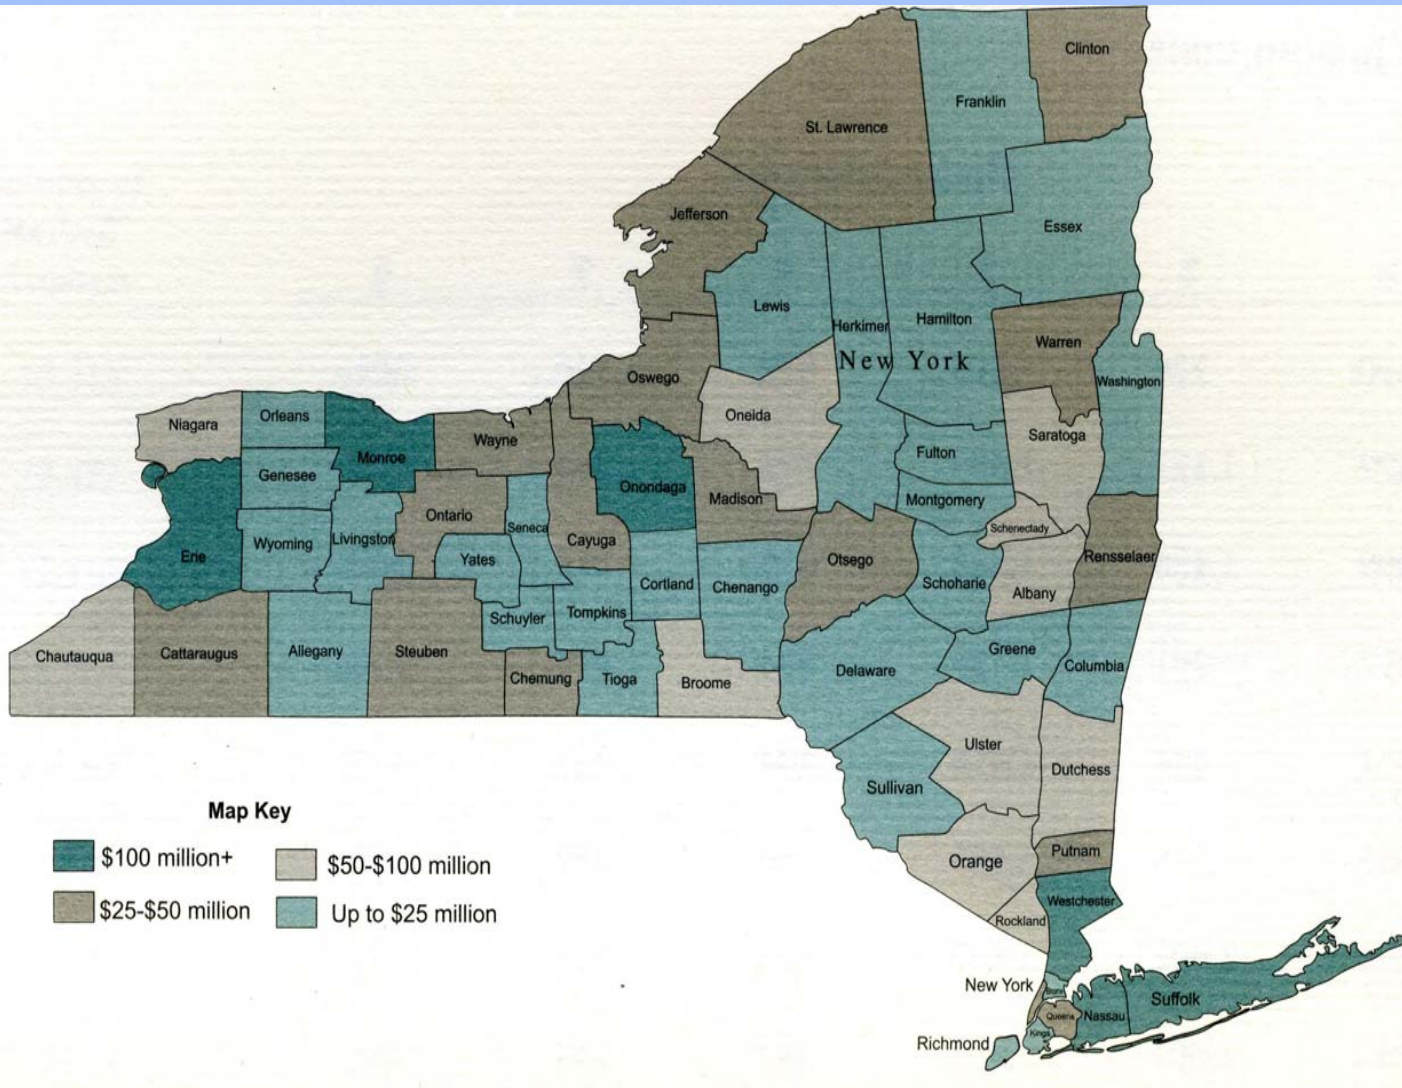 Clinton
Franklin
St. Lawrence
Jefferson
Essex
Lewis
Herkimer
Hamilton
Warren
New York
Oswego
Washington
Oneida
Niagara
Orleans
Saratoga
Wayne
Fulton
Monroe
Genesee
Onondaga
Madison
Montgomery
Ontario
Seneca
Schenectady
Livingston
Cayuga
Wyoming
Erie
Yates
Otsego
Rensselaer
Cortland
Chenango
Schoharie
Albany
Schuyler
Tompkins
Chautauqua
Cattaraugus
Allegany
Steuben
Greene
Columbia
Delaware
Chemung
Tioga
Broome
Ulster
Dutchess
Sullivan
Map Key
$100 million+
$50-$100 million
$25-$50 million
Up to $25 million
Putnam
Orange
Westchester
Rockland
New York
Bronx
Suffolk
Queens
Nassau
Kings
Richmond